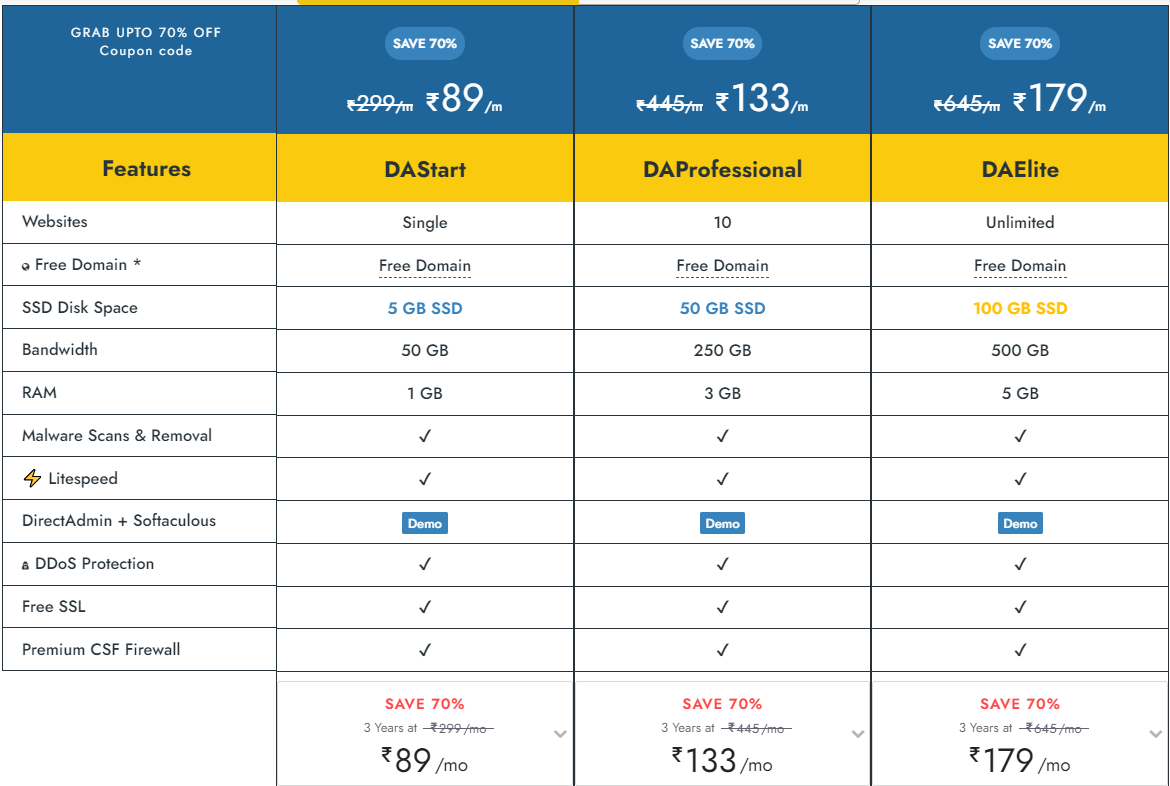 GRAB UPTO 70% OFF
Coupon code
SAVE 70%
₹299/m ₹89/m
SAVE 70%
₹445/m ₹133/m
SAVE 70%
₹645/m ₹179/m
Features DAStart DAProfessional DAElite
Websites Single 10 Unlimited
Free Domain * Free Domain Free Domain Free Domain
SSD Disk Space 5 GB SSD 50 GB SSD 100 GB SSD
Bandwidth 50 GB 250 GB 500 GB
RAM 1 GB 3 GB 5 GB
Malware Scans & Removal ✓ ✓ ✓
⚡ Litespeed ✓ ✓ ✓
DirectAdmin + Softaculous Demo Demo Demo
DDoS Protection ✓ ✓ ✓
Free SSL ✓ ✓ ✓
Premium CSF Firewall ✓ ✓ ✓
SAVE 70%
3 Years at ₹299/mo
₹89/mo
SAVE 70%
3 Years at ₹445/mo
₹133/mo
SAVE 70%
3 Years at ₹645/mo
₹179/mo